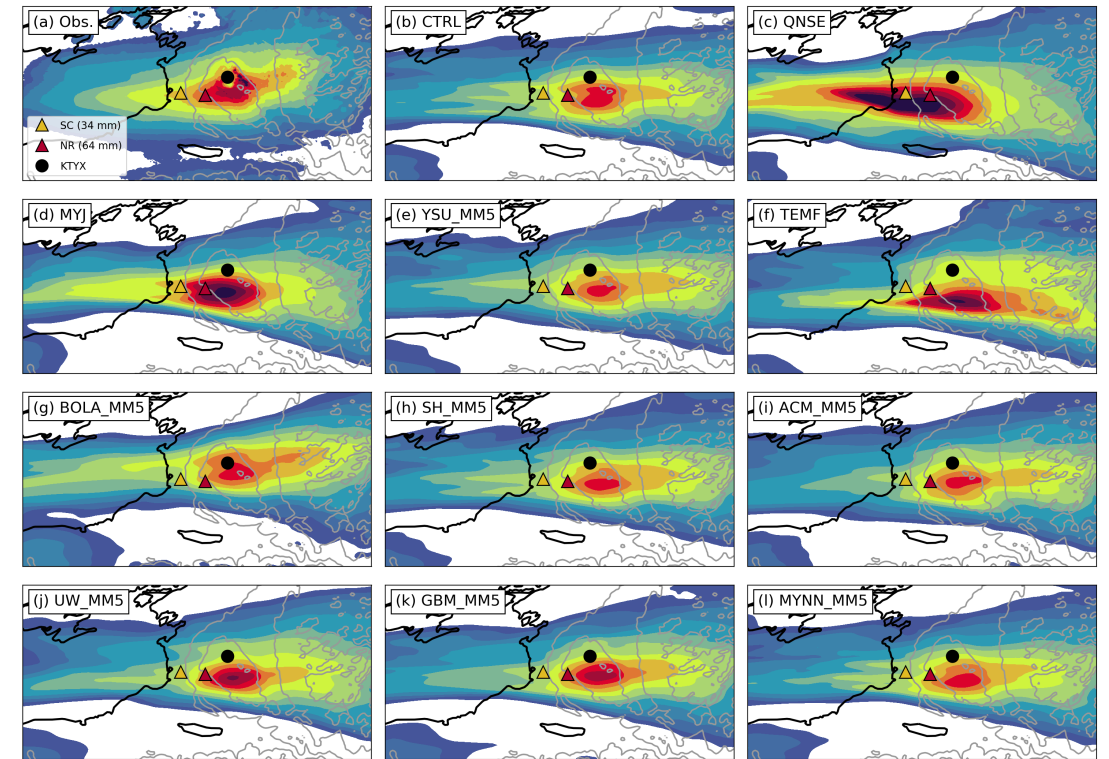 (a) Obs.
SC (34 mm)
NR (64 mm)
KTYX
(b) CTRL
(c) QNSE
(d) MYJ
(e) YSU_MM5
(f) TEMF
(g) BOLA_MM5
(h) SH_MM5
(i) ACM_MM5
(j) UW_MM5
(k) GBM_MM5
(l) MYNN_MM5